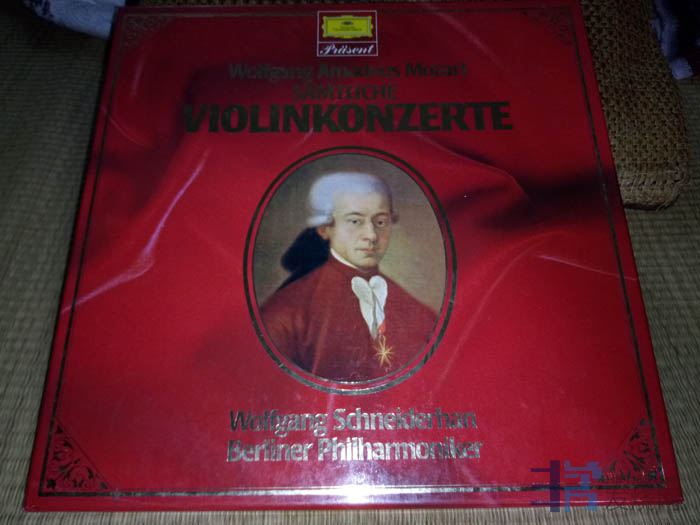 Präsent
Wolfgang Amadeus Mozart
SÄMTLICHE
VIOLINKONZERTE
Wolfgang Schneiderhan
Berliner Philharmoniker